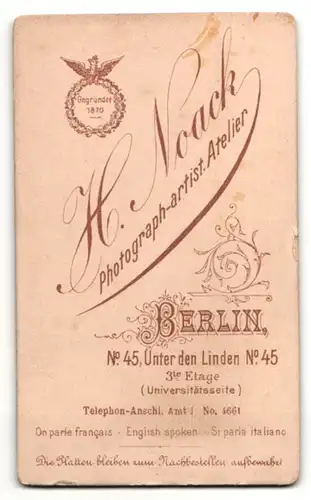 Gegründet
1870
H. Noack
photograph-artist. Atelier
BERLIN,
No 45, Unter den Linden No 45
3te Etage
(Universitätsseite)
Telephon-Anschl. Amt I No. 4661
On parle français - English spoken - Si parla italiano
Die Platten bleiben zum Nachbestellen aufbewahrt